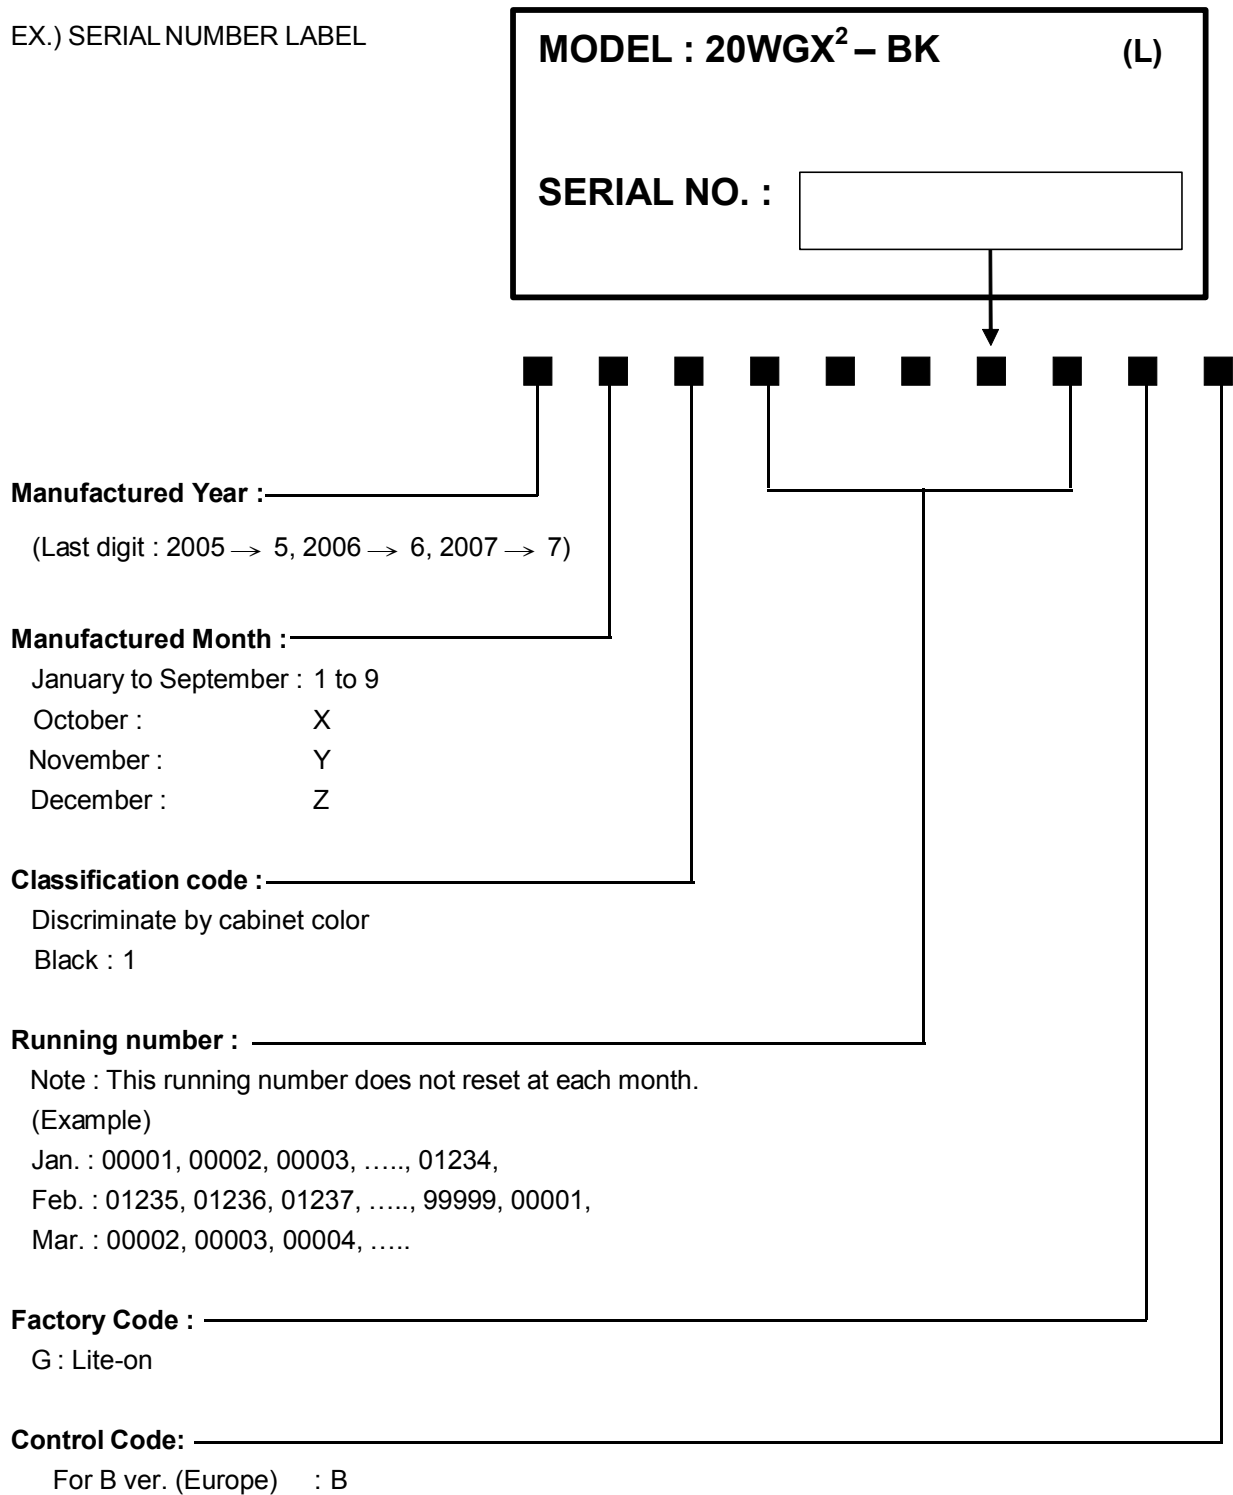 EX.) SERIAL NUMBER LABEL
MODEL : 20WGX² – BK (L)
SERIAL NO. :
Manufactured Year :
(Last digit : 2005 → 5, 2006 → 6, 2007 → 7)
Manufactured Month :
January to September : 1 to 9
October : X
November : Y
December : Z
Classification code :
Discriminate by cabinet color
Black : 1
Running number :
Note : This running number does not reset at each month.
(Example)
Jan. : 00001, 00002, 00003, ….., 01234,
Feb. : 01235, 01236, 01237, ….., 99999, 00001,
Mar. : 00002, 00003, 00004, …..
Factory Code :
G : Lite-on
Control Code:
For B ver. (Europe) : B